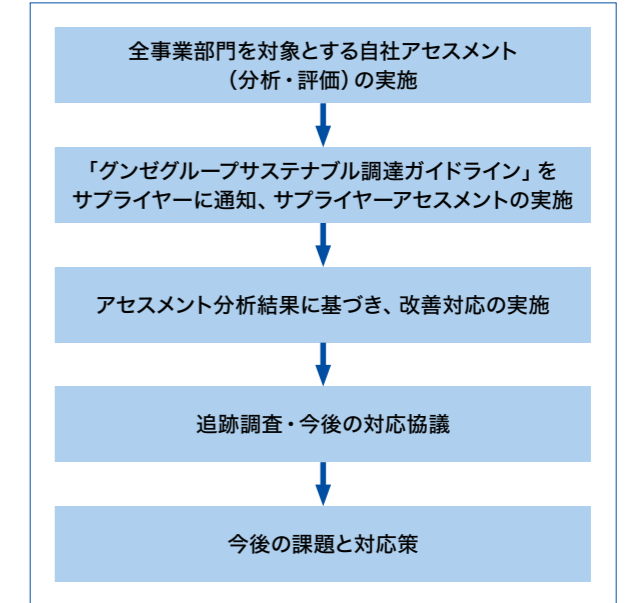 全事業部門を対象とする自社アセスメント
（分析・評価）の実施
「グンゼグループサステナブル調達ガイドライン」を
サプライヤーに通知、サプライヤーアセスメントの実施
アセスメント分析結果に基づき、改善対応の実施
追跡調査・今後の対応協議
今後の課題と対応策